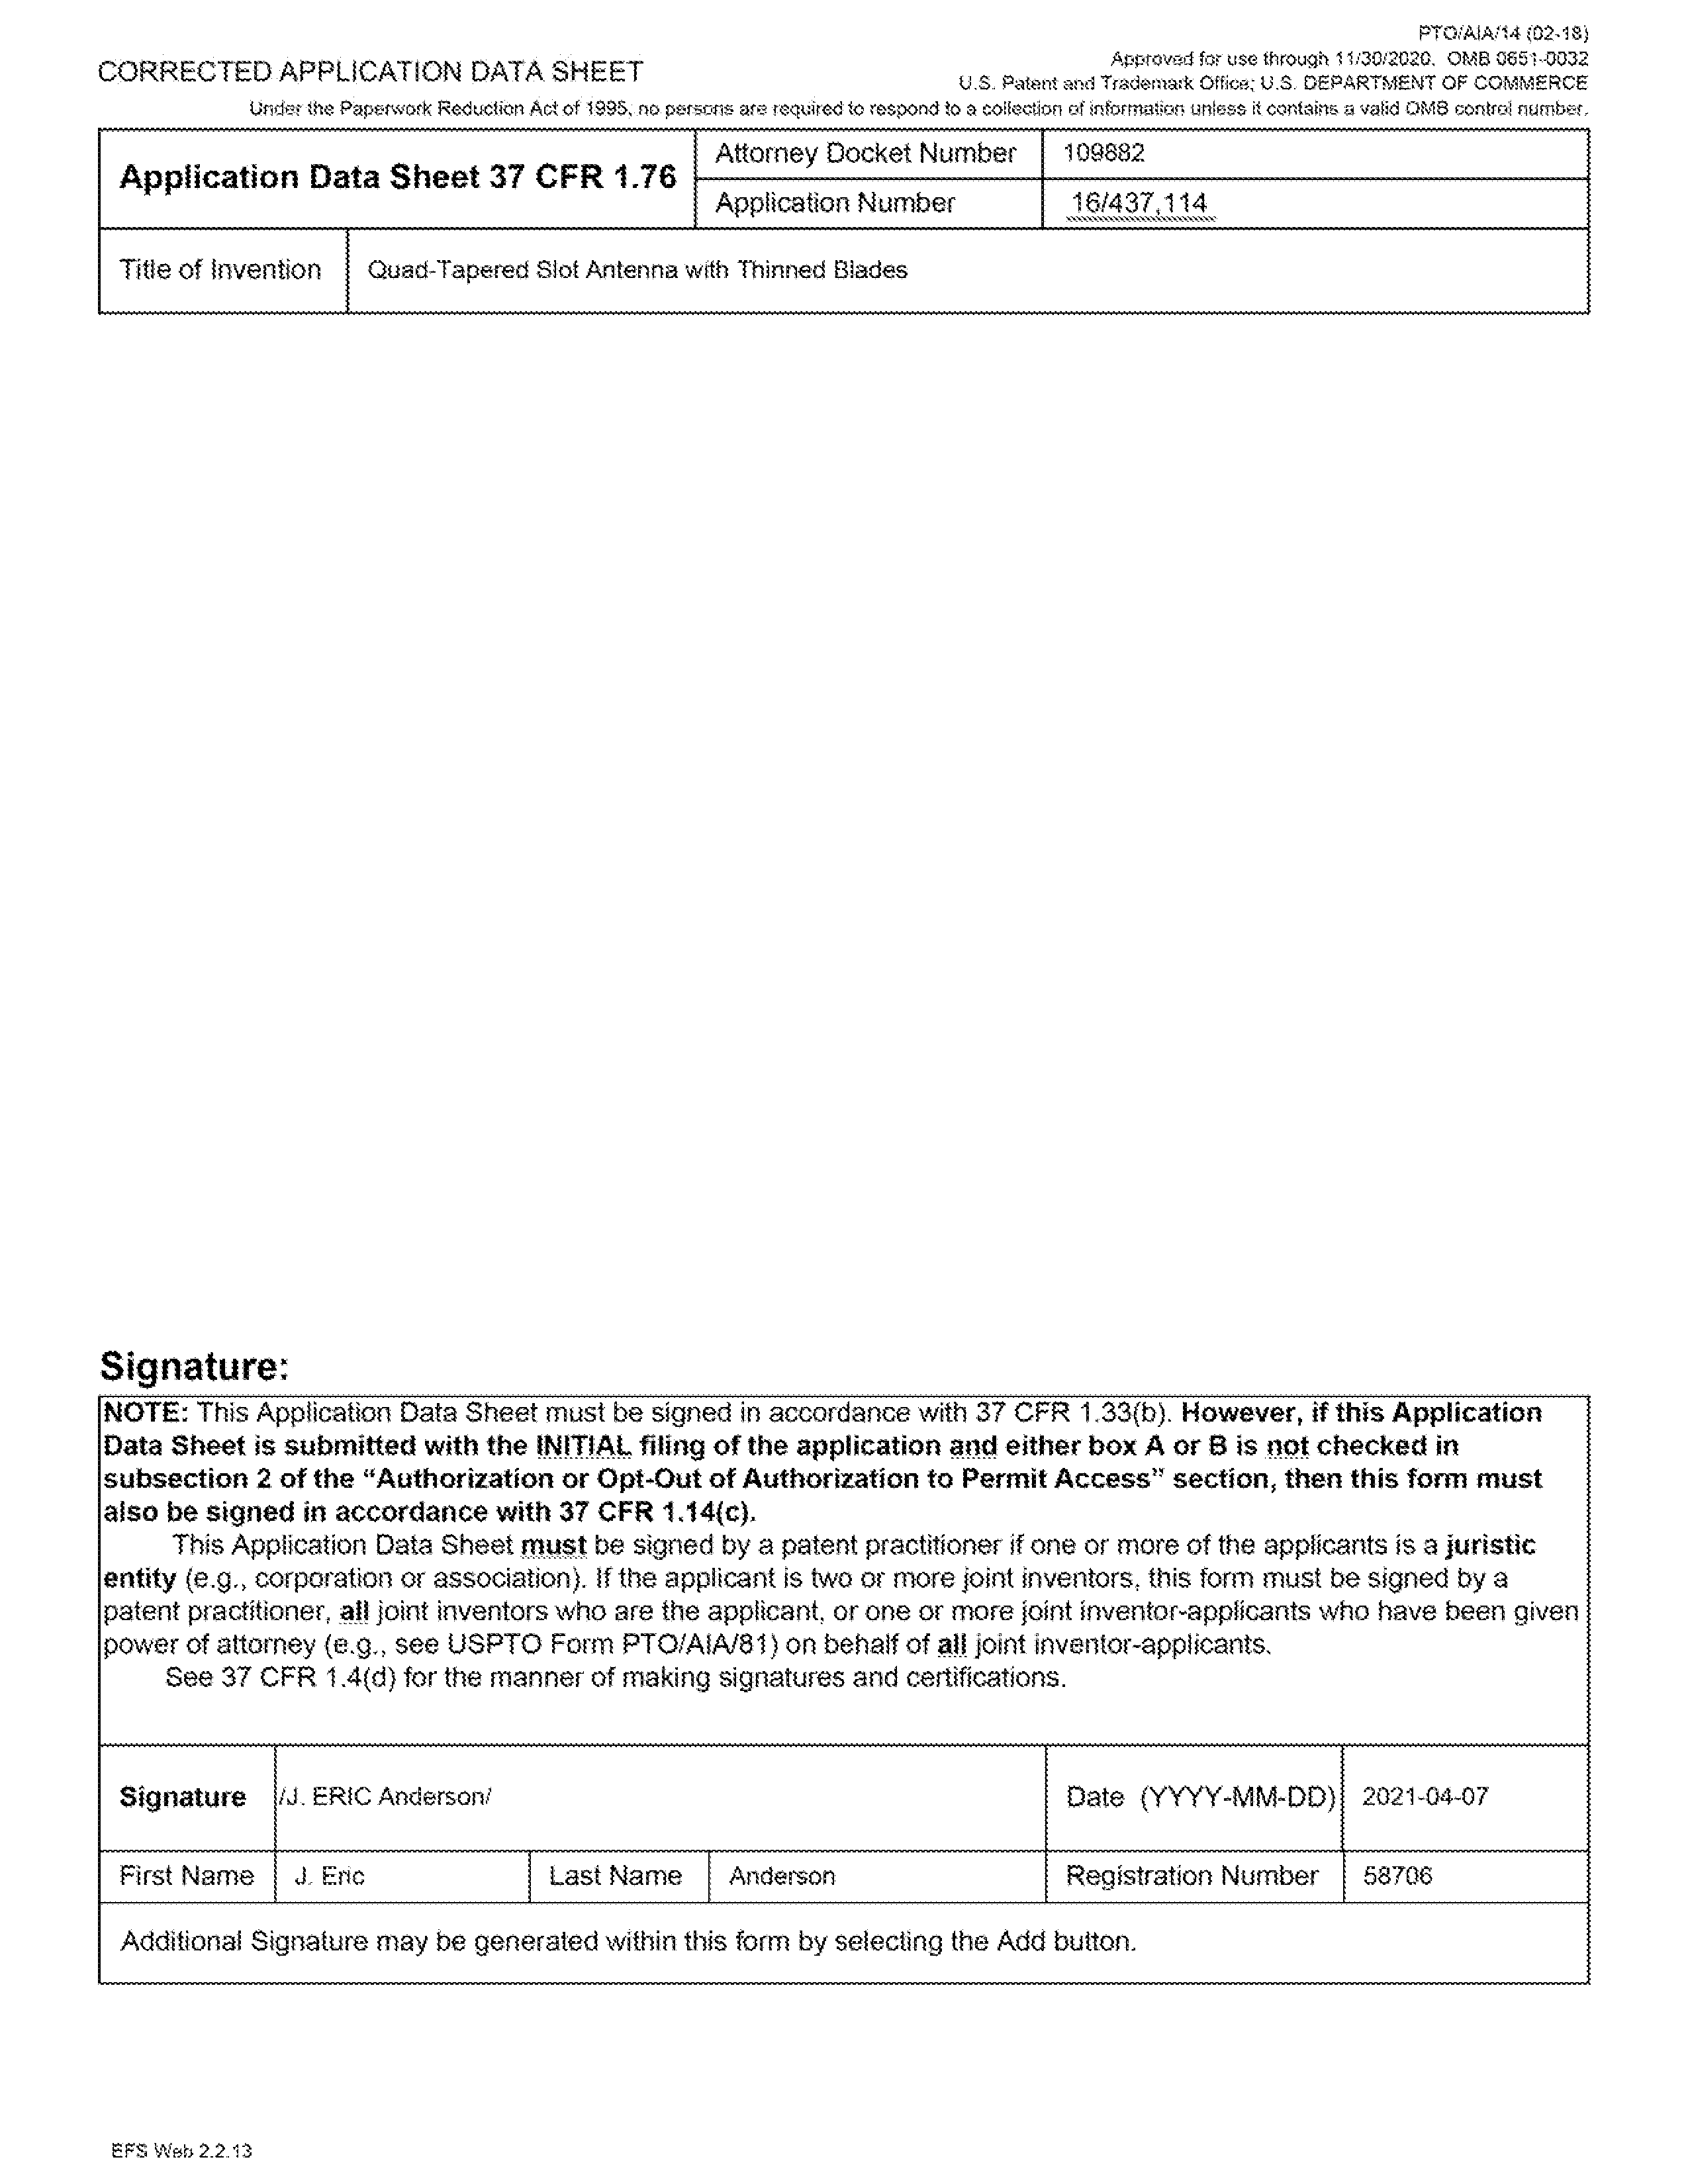 PTO/AIA/14 (02-18)
Approved for use through 11/30/2020. OMB 0651-0032
CORRECTED APPLICATION DATA SHEET
U.S. Patent and Trademark Office; U.S. DEPARTMENT OF COMMERCE
Under the Paperwork Reduction Act of 1995, no persons are required to respond to a collection of information unless it contains a valid OMB control number.
Application Data Sheet 37 CFR 1.76
Attorney Docket Number 109882
Application Number 16/437,114
Title of Invention Quad-Tapered Slot Antenna with Thinned Blades
Signature:
NOTE: This Application Data Sheet must be signed in accordance with 37 CFR 1.33(b). However, if this Application
Data Sheet is submitted with the INITIAL filing of the application and either box A or B is not checked in
subsection 2 of the “Authorization or Opt-Out of Authorization to Permit Access” section, then this form must
also be signed in accordance with 37 CFR 1.14(c).
This Application Data Sheet must be signed by a patent practitioner if one or more of the applicants is a juristic
entity (e.g., corporation or association). If the applicant is two or more joint inventors, this form must be signed by a
patent practitioner, all joint inventors who are the applicant, or one or more joint inventor-applicants who have been given
power of attorney (e.g., see USPTO Form PTO/AIA/81) on behalf of all joint inventor-applicants.
See 37 CFR 1.4(d) for the manner of making signatures and certifications.
Signature /J. ERIC Anderson/ Date (YYYY-MM-DD) 2021-04-07
First Name J. Eric Last Name Anderson Registration Number 58706
Additional Signature may be generated within this form by selecting the Add button.
EFS Web 2.2.13